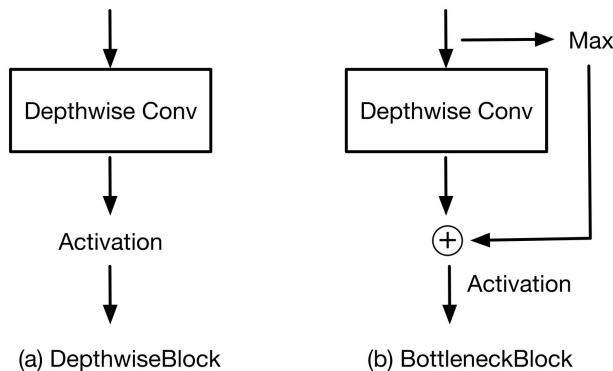 Max
Depthwise Conv
Depthwise Conv
Activation
+
Activation
(a) DepthwiseBlock
(b) BottleneckBlock